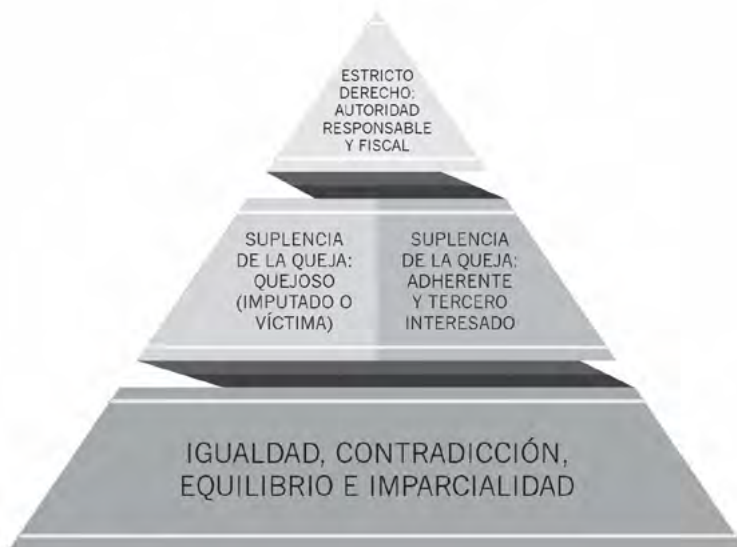 ESTRICTO
DERECHO:
AUTORIDAD
RESPONSABLE
Y FISCAL
SUPLENCIA
DE LA QUEJA:
QUEJOSO
(IMPUTADO O
VÍCTIMA)
SUPLENCIA
DE LA QUEJA:
ADHERENTE
Y TERCERO
INTERESADO
IGUALDAD, CONTRADICCIÓN,
EQUILIBRIO E IMPARCIALIDAD